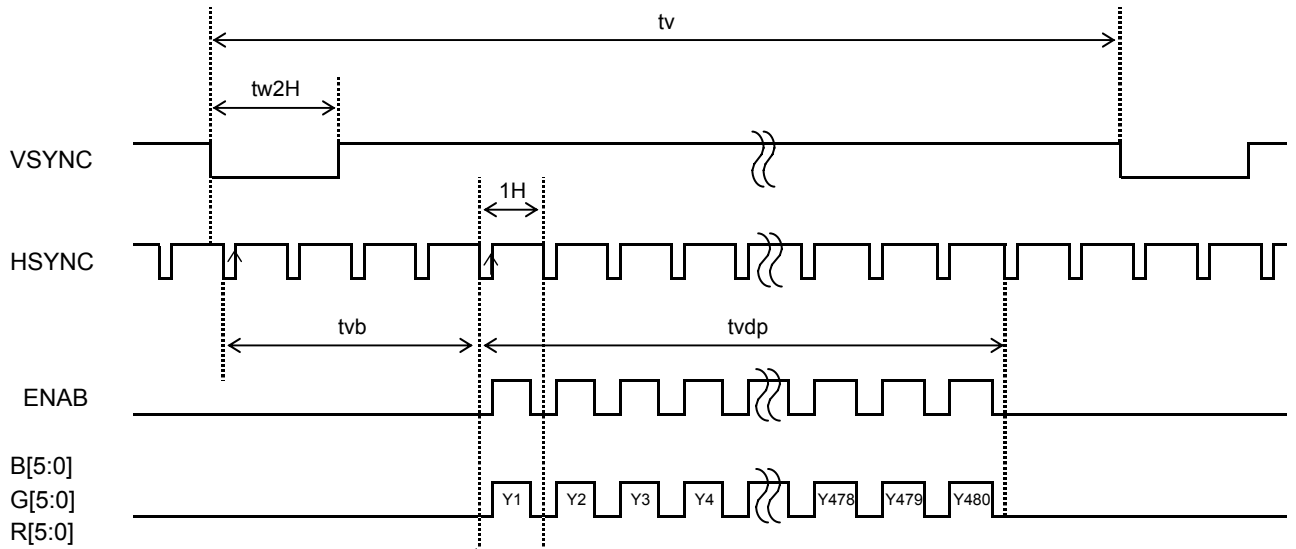 tv
tw2H
VSYNC
1H
HSYNC
tvb
tvdp
ENAB
B[5:0]
G[5:0]
R[5:0]
Y1
Y2
Y3
Y4
Y478
Y479
Y480